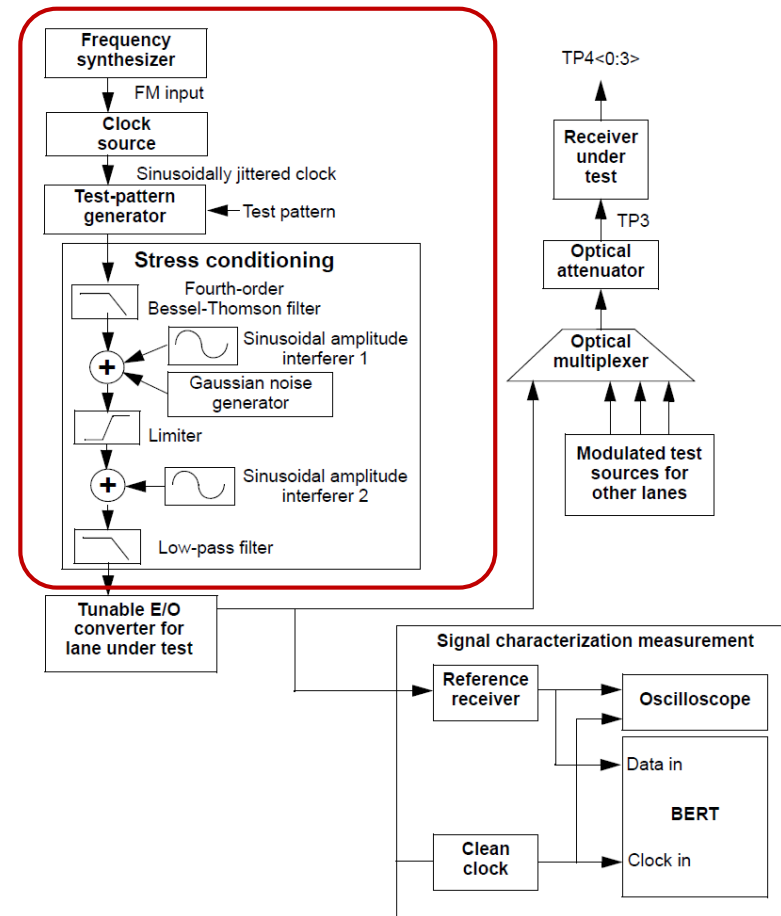 Frequency
synthesizer
FM input
Clock
source
Sinusoidally jittered clock
Test-pattern
generator
Test pattern
Stress conditioning
Fourth-order
Bessel-Thomson filter
Sinusoidal amplitude
interferer 1
+
Gaussian noise
generator
Limiter
+
Sinusoidal amplitude
interferer 2
Low-pass filter
Tunable E/O
converter for
lane under test
TP4<0:3>
Receiver
under
test
TP3
Optical
attenuator
Optical
multiplexer
Modulated test
sources for
other lanes
Signal characterization measurement
Reference
receiver
Oscilloscope
Data in
BERT
Clean
clock
Clock in